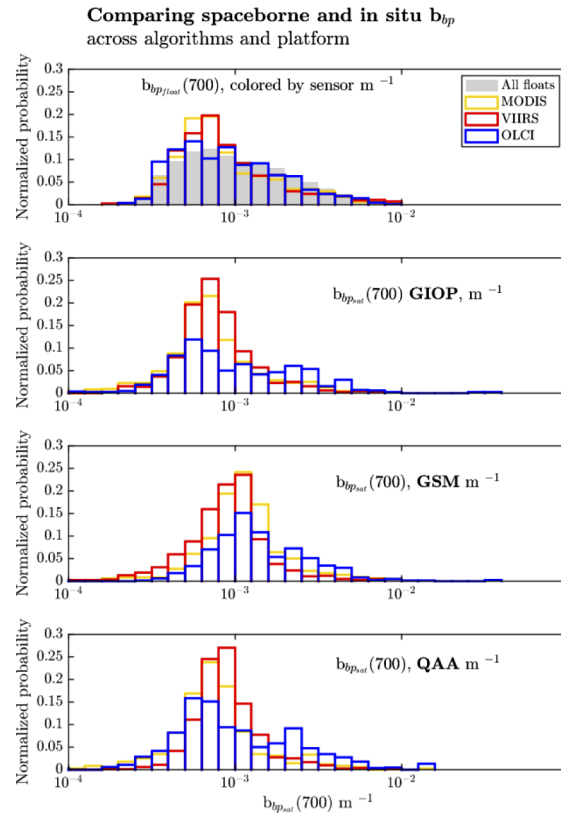 Comparing spaceborne and in situ b_bp
across algorithms and platform
Normalized probability
0.3
0.25
0.2
0.15
0.1
0.05
0
b_bp_float(700), colored by sensor m ⁻¹
All floats
MODIS
VIIRS
OLCI
10⁻⁴
10⁻³
10⁻²
Normalized probability
0.3
0.25
0.2
0.15
0.1
0.05
0
b_bp_sat(700) GIOP, m ⁻¹
10⁻⁴
10⁻³
10⁻²
Normalized probability
0.3
0.25
0.2
0.15
0.1
0.05
0
b_bp_sat(700), GSM m ⁻¹
10⁻⁴
10⁻³
10⁻²
Normalized probability
0.3
0.25
0.2
0.15
0.1
0.05
0
b_bp_sat(700), QAA m ⁻¹
10⁻⁴
10⁻³
10⁻²
b_bp_sat(700) m ⁻¹